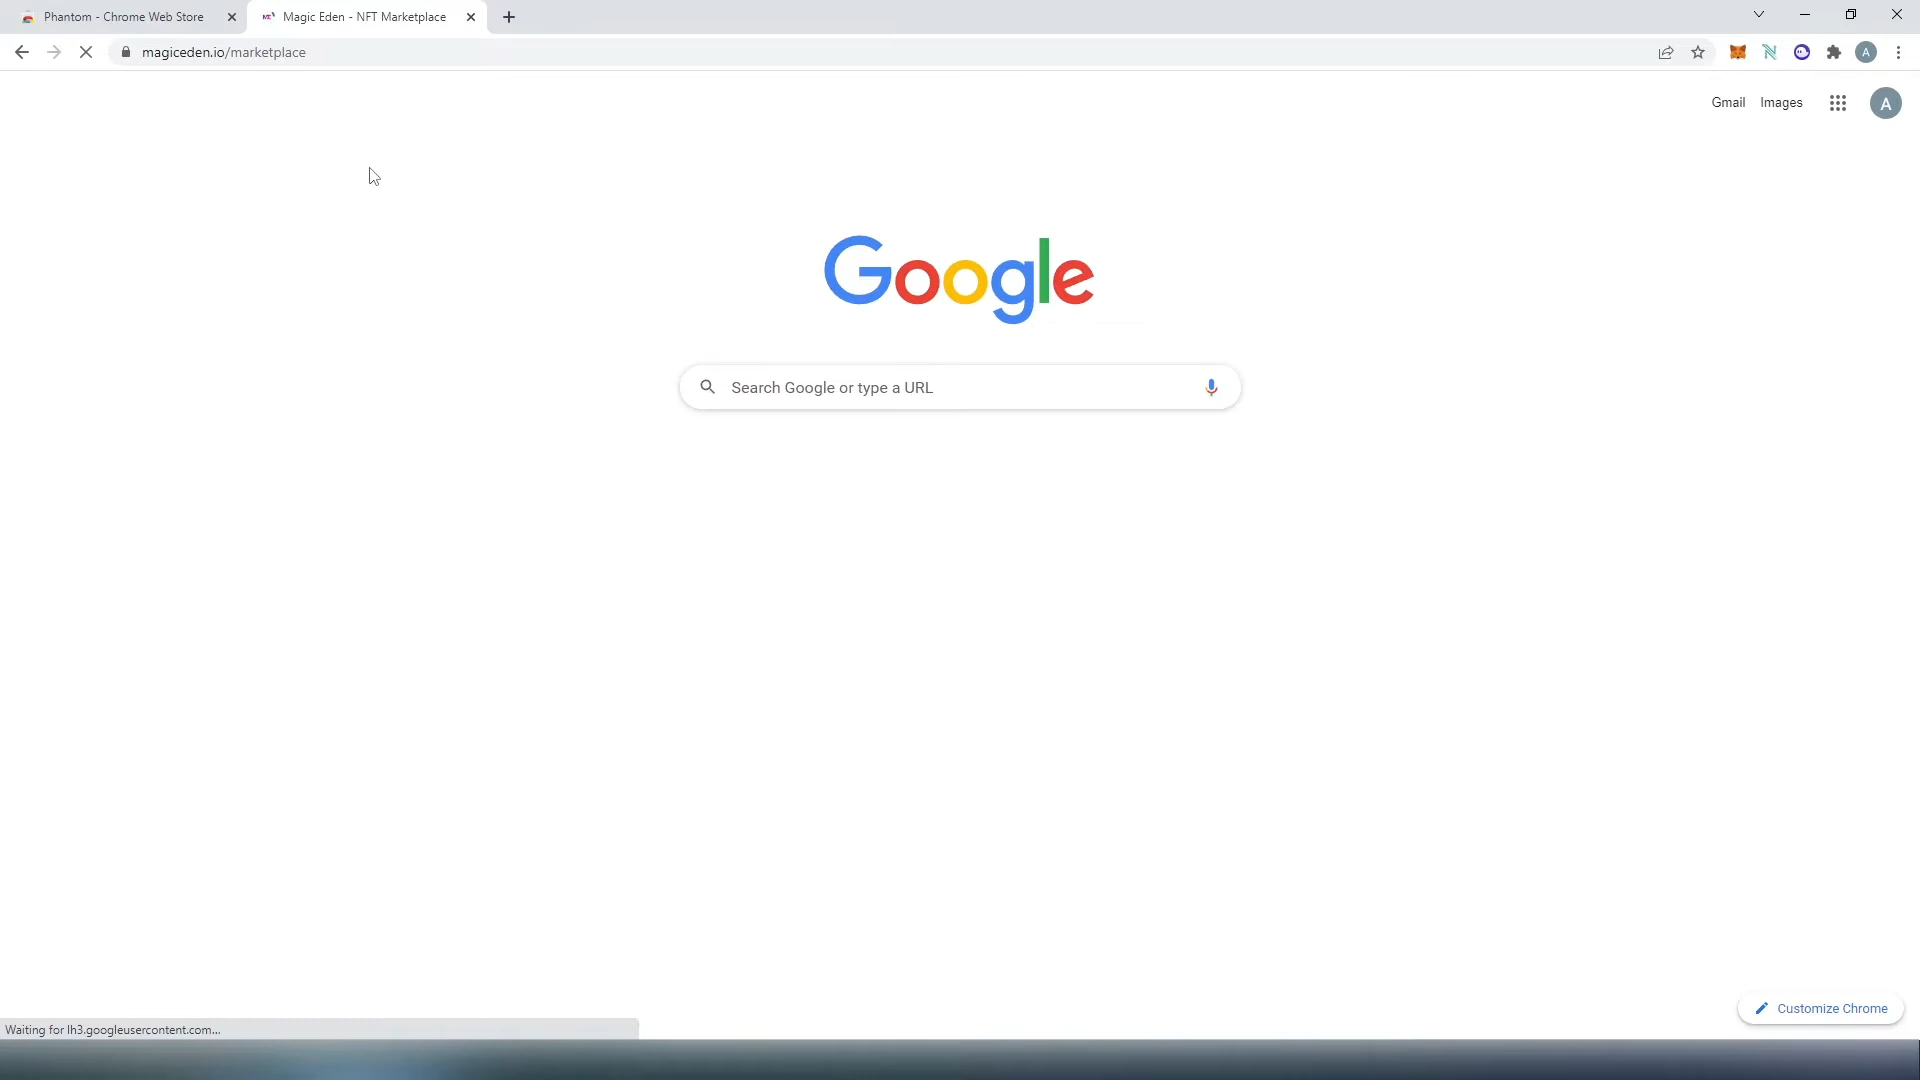 Phantom - Chrome Web Store
Magic Eden - NFT Marketplace
magiceden.io/marketplace
A
Gmail
Images
A
Google
Search Google or type a URL
Customize Chrome
Waiting for lh3.googleusercontent.com...